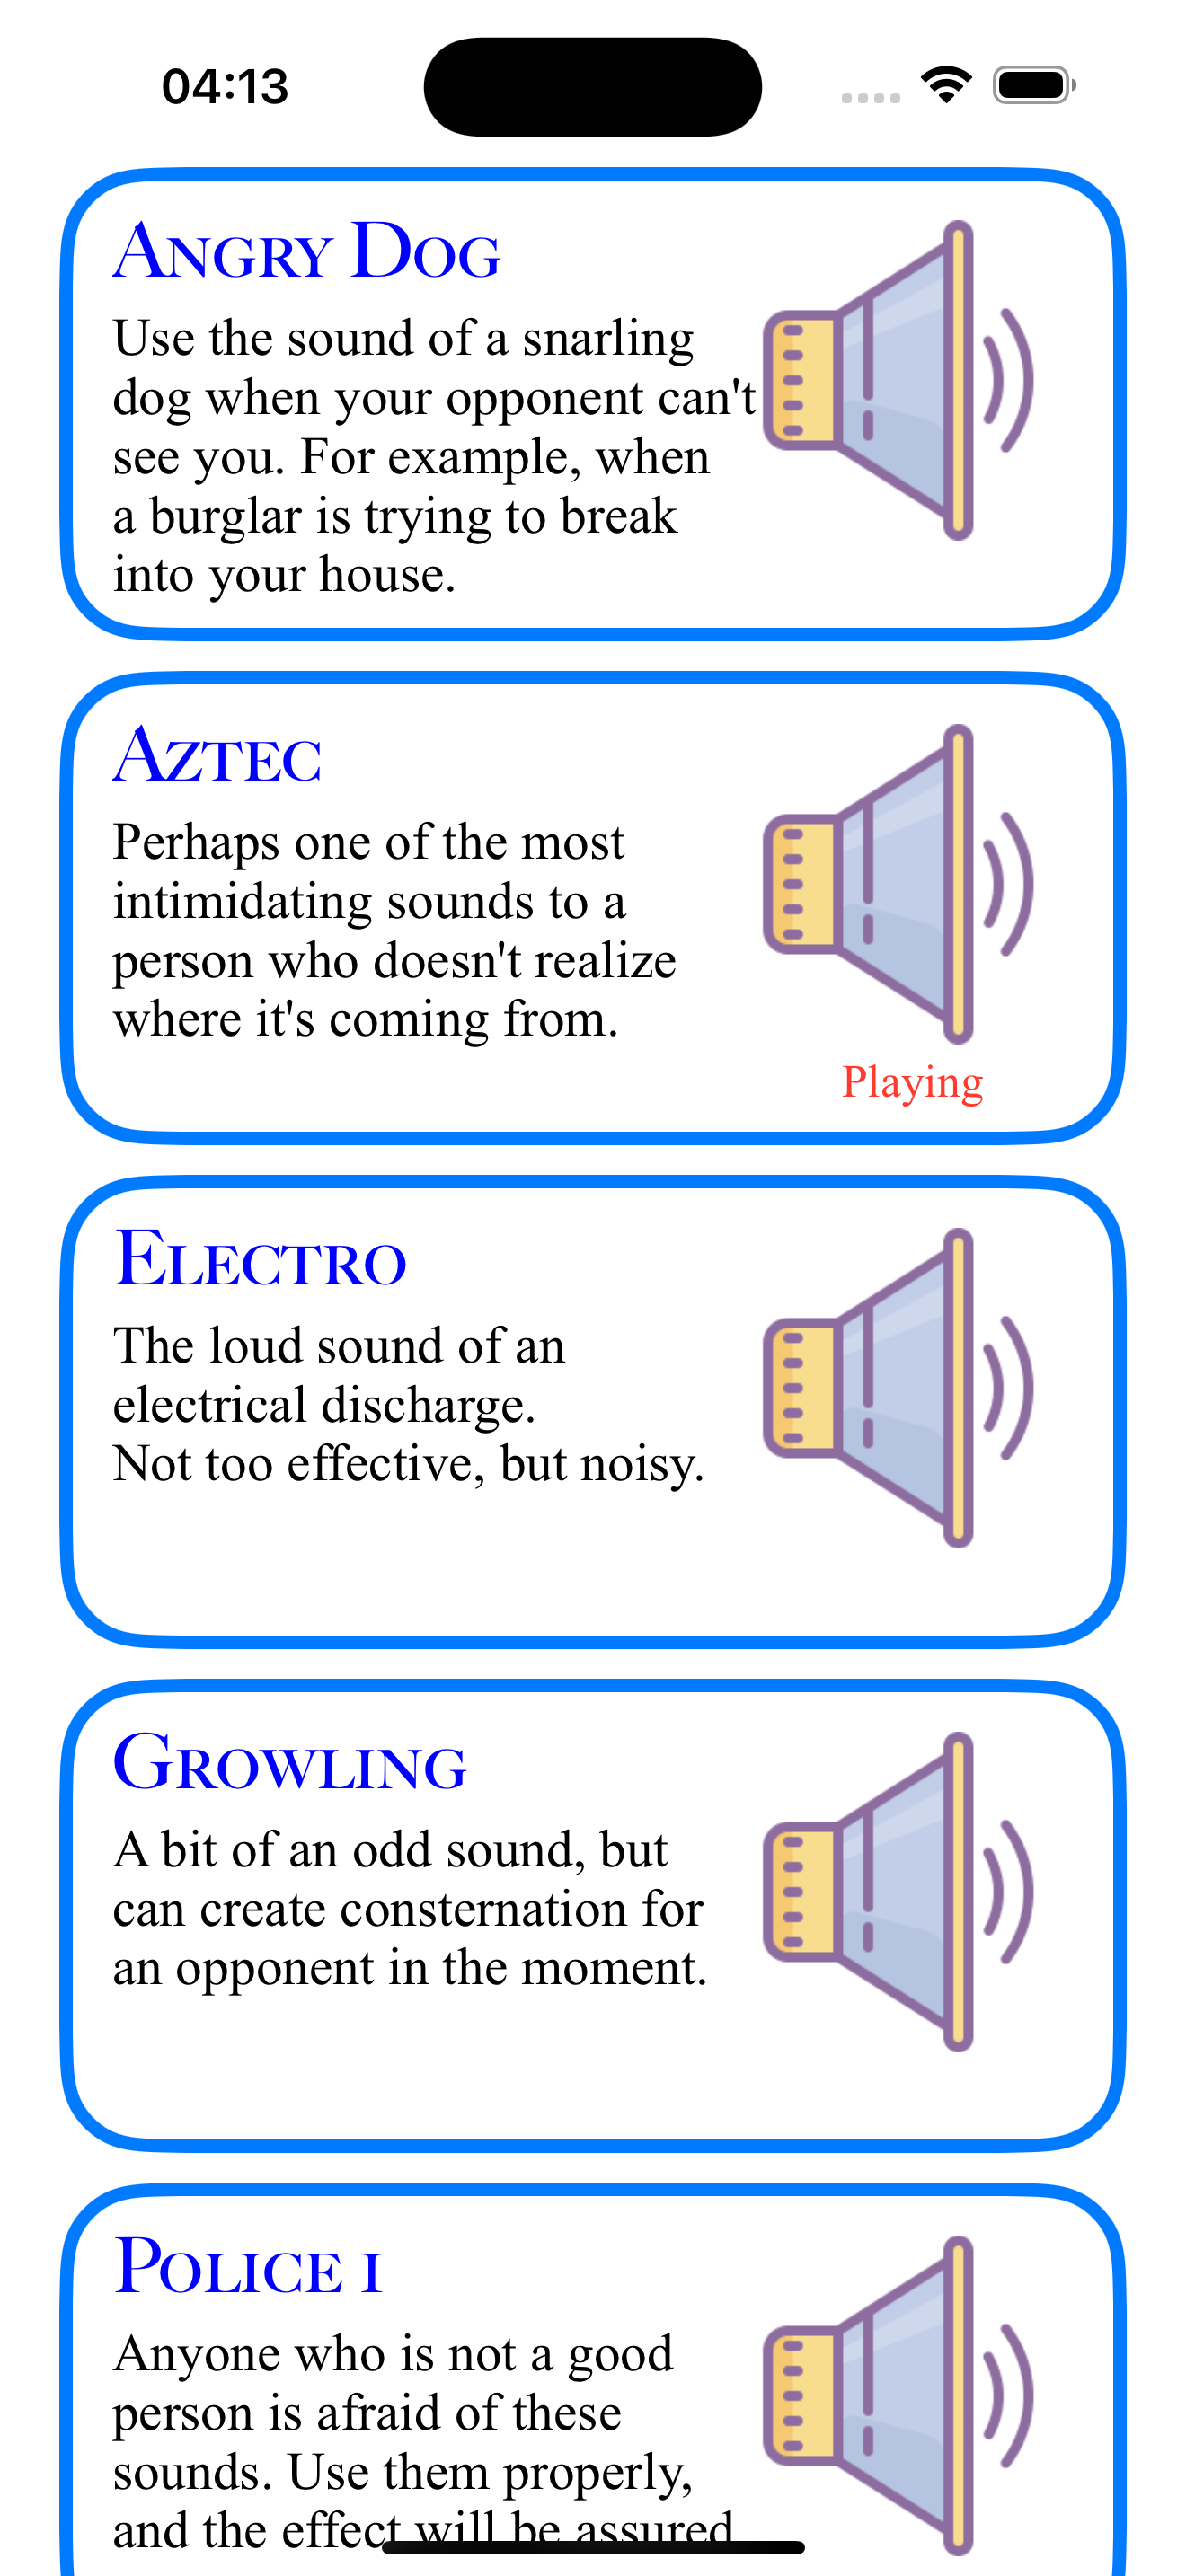 04:13
Angry Dog
Use the sound of a snarling
dog when your opponent can't
see you. For example, when
a burglar is trying to break
into your house.
Aztec
Perhaps one of the most
intimidating sounds to a
person who doesn't realize
where it's coming from.
Playing
Electro
The loud sound of an
electrical discharge.
Not too effective, but noisy.
Growling
A bit of an odd sound, but
can create consternation for
an opponent in the moment.
Police 1
Anyone who is not a good
person is afraid of these
sounds. Use them properly,
and the effect will be assured